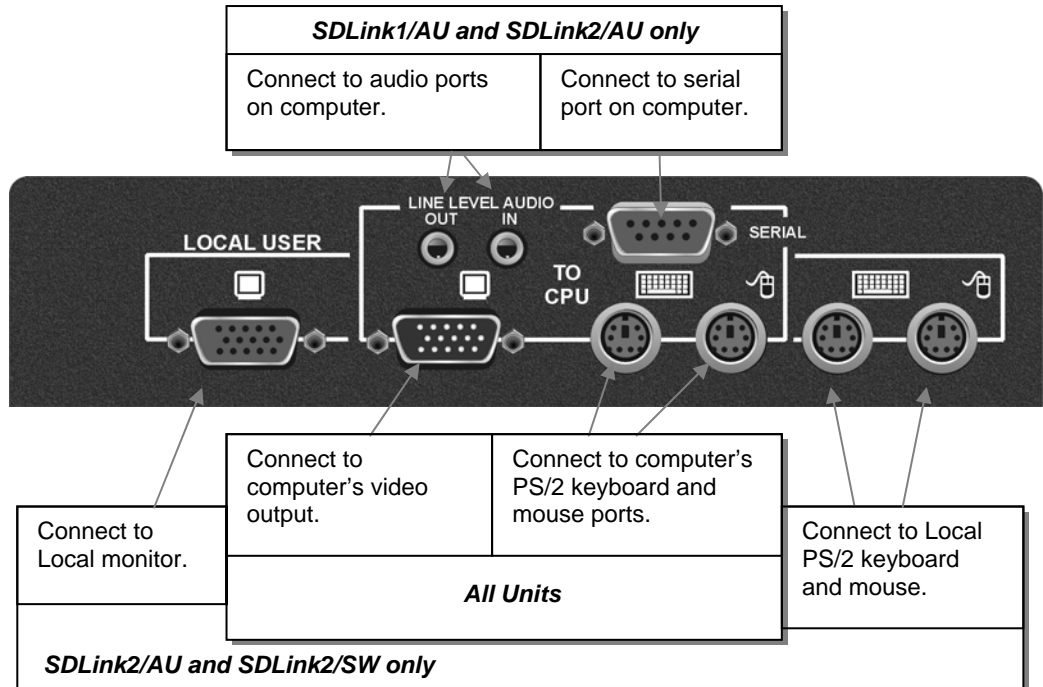 SDLink1/AU and SDLink2/AU only
Connect to audio ports
on computer.
Connect to serial
port on computer.
LINE LEVEL AUDIO
OUT
IN
SERIAL
LOCAL USER
TO
CPU
Connect to
computer’s video
output.
Connect to computer’s
PS/2 keyboard and
mouse ports.
All Units
Connect to
Local monitor.
Connect to Local
PS/2 keyboard
and mouse.
SDLink2/AU and SDLink2/SW only